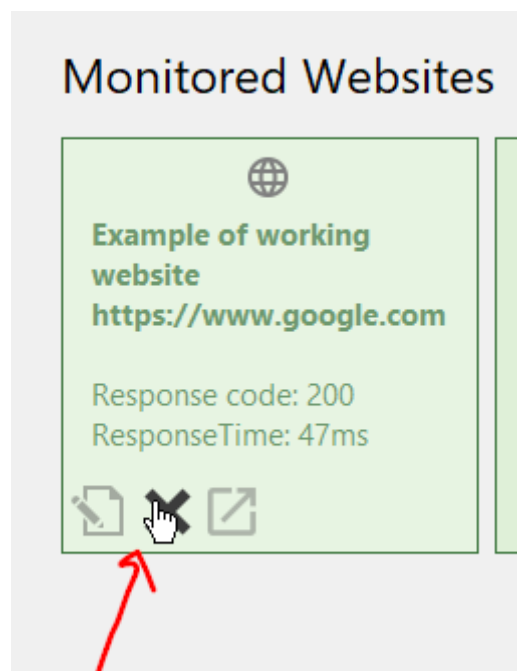 Monitored Websites
Example of working
website
https://www.google.com
Response code: 200
ResponseTime: 47ms